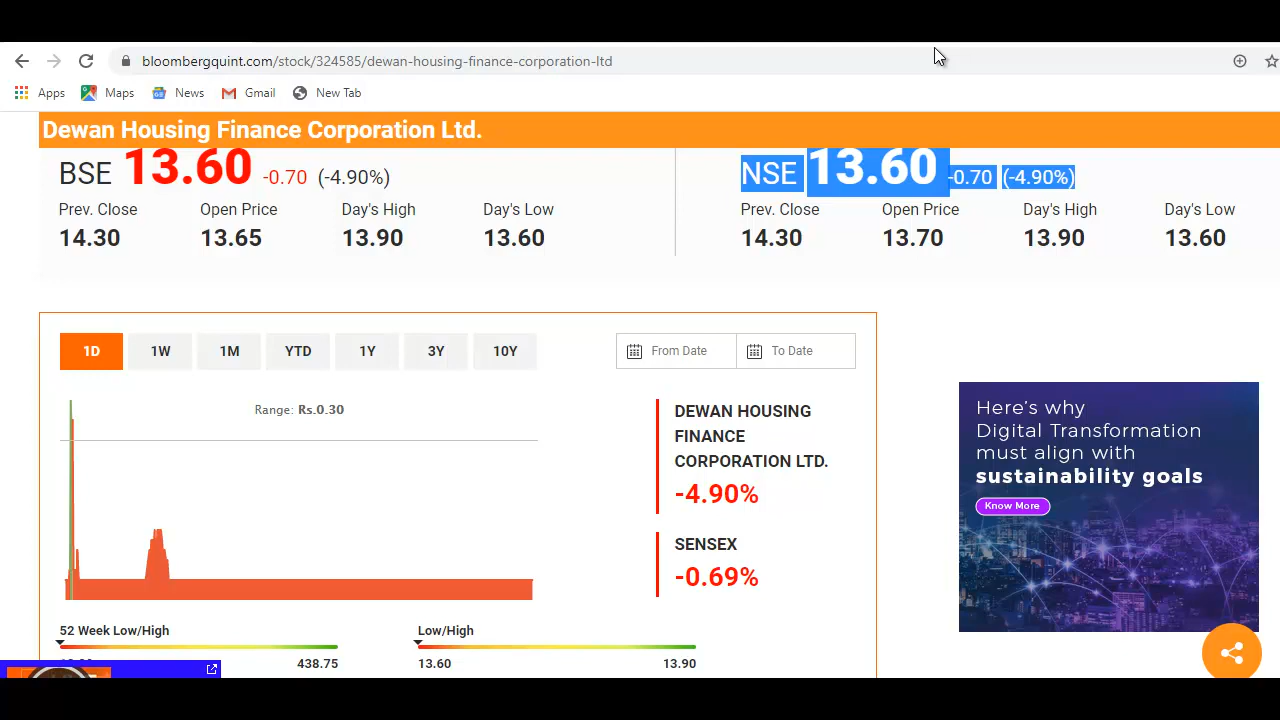 bloombergquint.com/stock/324585/dewan-housing-finance-corporation-ltd
Apps Maps News Gmail New Tab
Dewan Housing Finance Corporation Ltd.
BSE 13.60 -0.70 (-4.90%)
NSE 13.60 -0.70 (-4.90%)
Prev. Close Open Price Day's High Day's Low
14.30 13.65 13.90 13.60
Prev. Close Open Price Day's High Day's Low
14.30 13.70 13.90 13.60
1D 1W 1M YTD 1Y 3Y 10Y
From Date To Date
Range: Rs.0.30
DEWAN HOUSING
FINANCE
CORPORATION LTD.
-4.90%
SENSEX
-0.69%
Here's why
Digital Transformation
must align with
sustainability goals
Know More
52 Week Low/High
438.75
Low/High
13.60 13.90